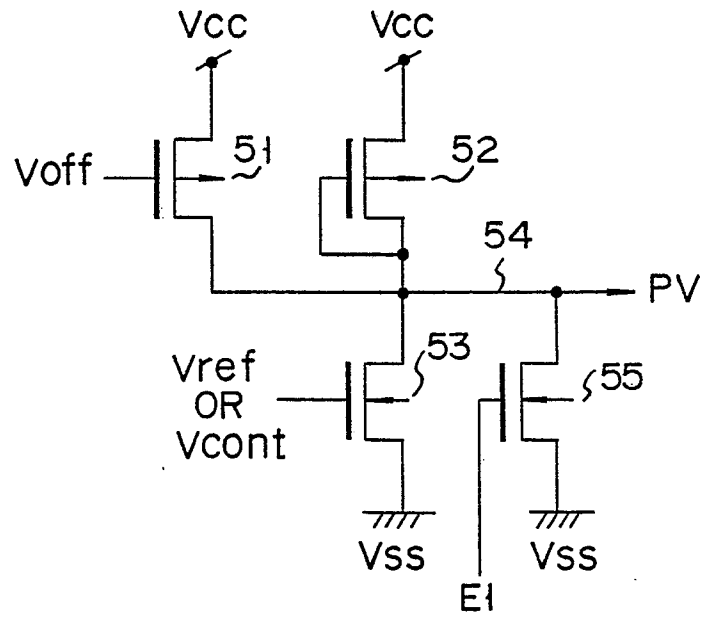 Vcc
Vcc
Voff
51
52
54
PV
Vref
OR
Vcont
53
55
Vss
Vss
E1